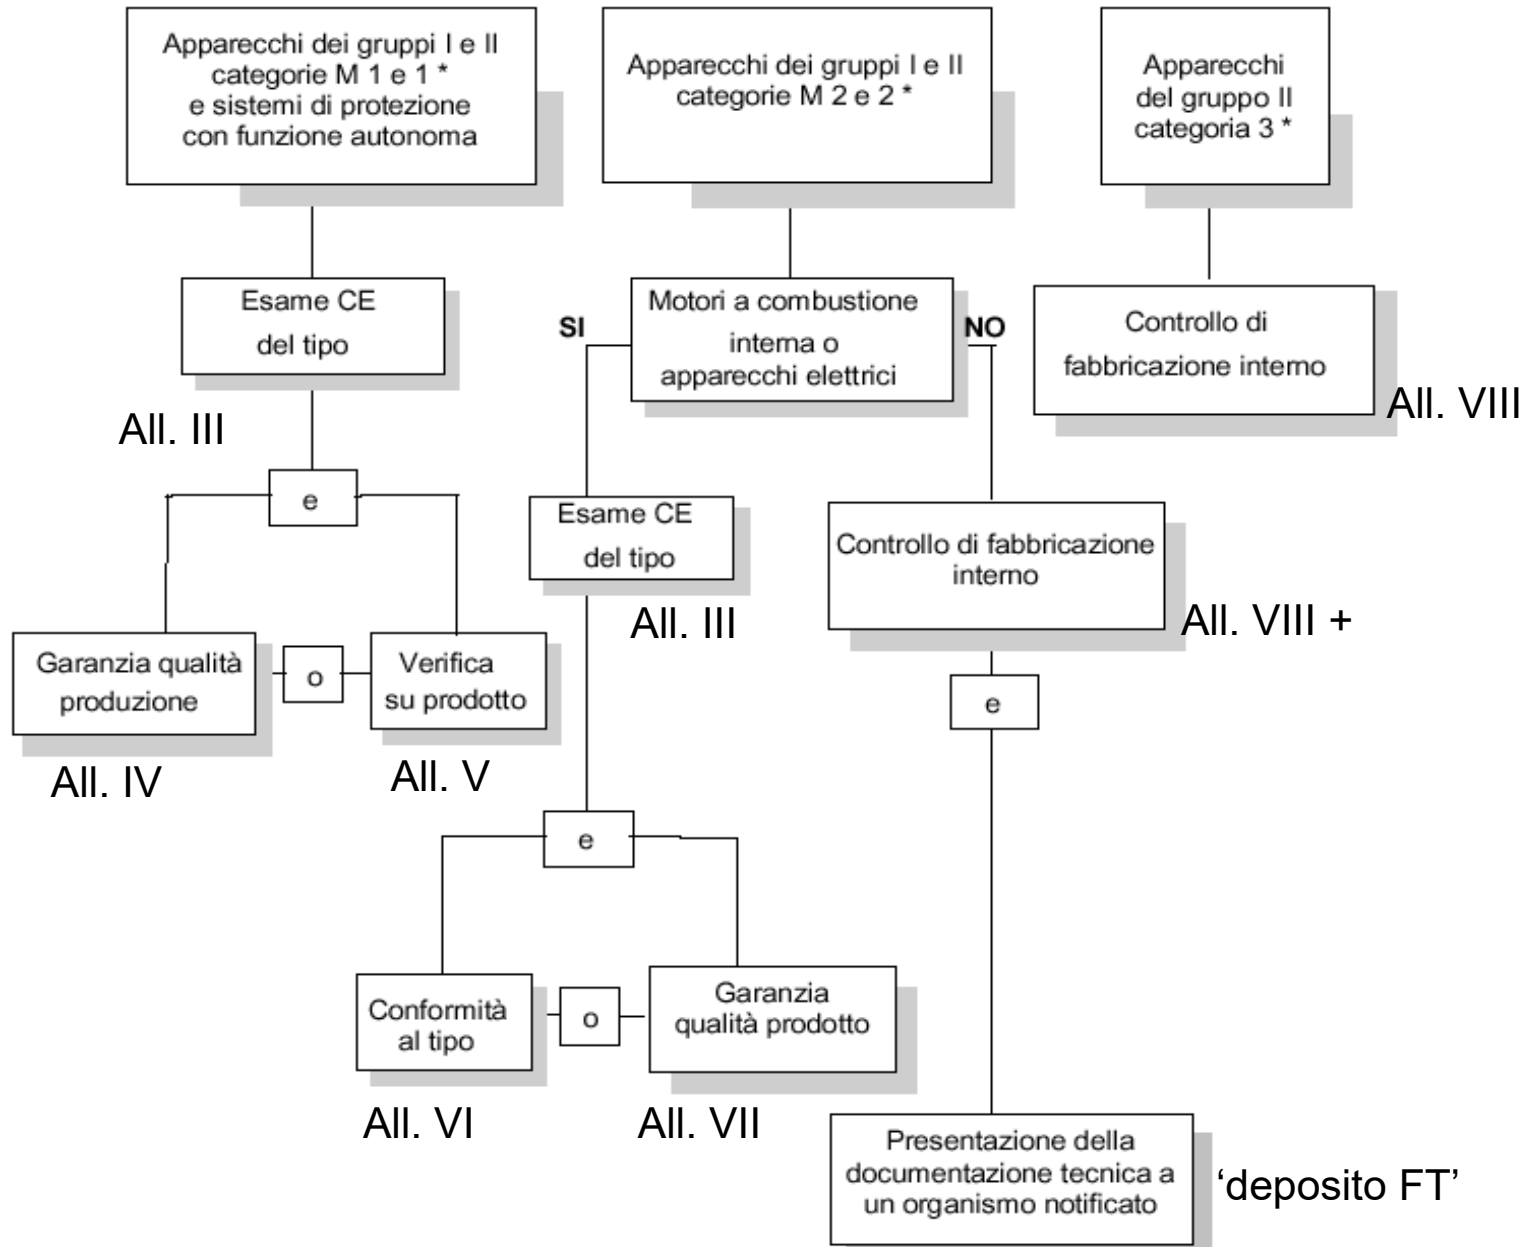 Apparecchi dei gruppi I e II
categorie M 1 e 1 *
e sistemi di protezione
con funzione autonoma
Apparecchi dei gruppi I e II
categorie M 2 e 2 *
Apparecchi
del gruppo II
categoria 3 *
Esame CE
del tipo
All. III
SI
Motori a combustione
interna o
apparecchi elettrici
NO
Controllo di
fabbricazione interno
All. VIII
e
Esame CE
del tipo
All. III
Controllo di fabbricazione
interno
All. VIII +
Garanzia qualità
produzione
All. IV
o
Verifica
su prodotto
All. V
e
e
Conformità
al tipo
All. VI
o
Garanzia
qualità prodotto
All. VII
Presentazione della
documentazione tecnica a
un organismo notificato
‘deposito FT’